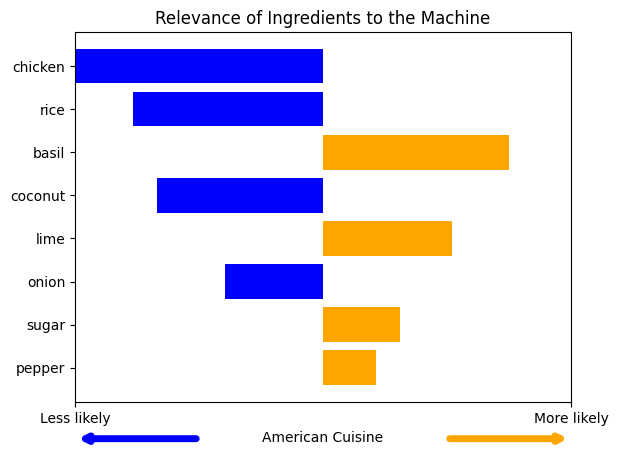 Relevance of Ingredients to the Machine
chicken
rice
basil
coconut
lime
onion
sugar
pepper
Less likely
More likely
American Cuisine